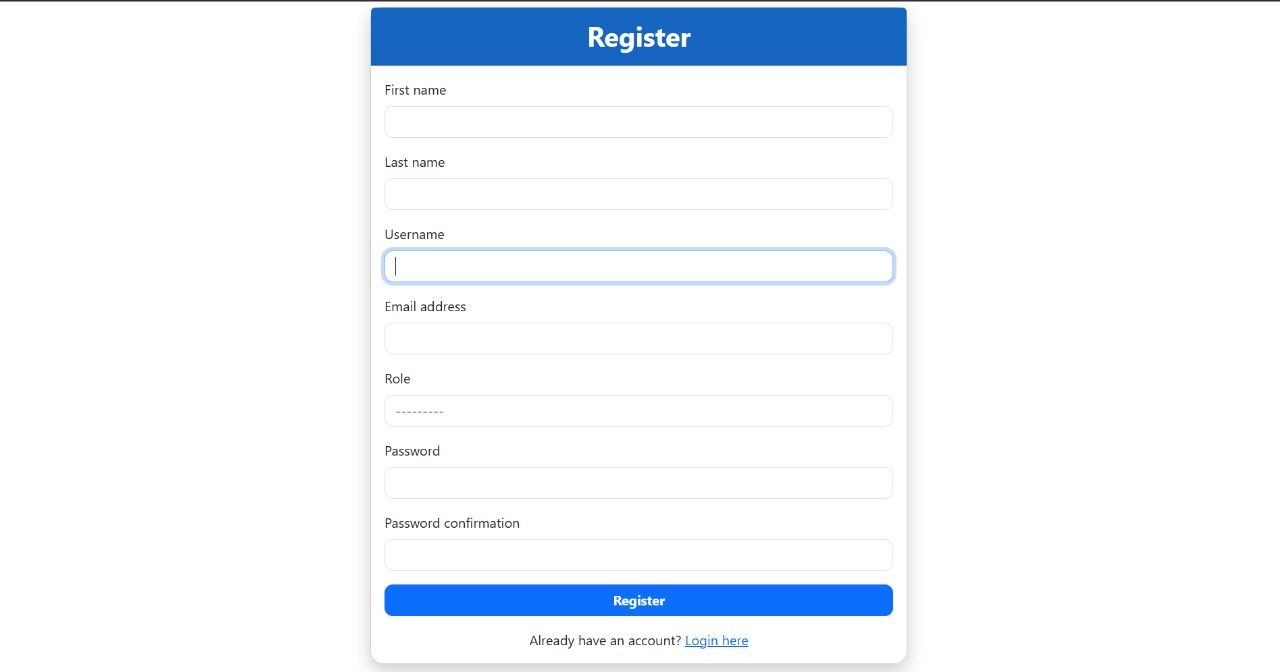 Register
First name
Last name
Username
Email address
Role
---------
Password
Password confirmation
Register
Already have an account? Login here